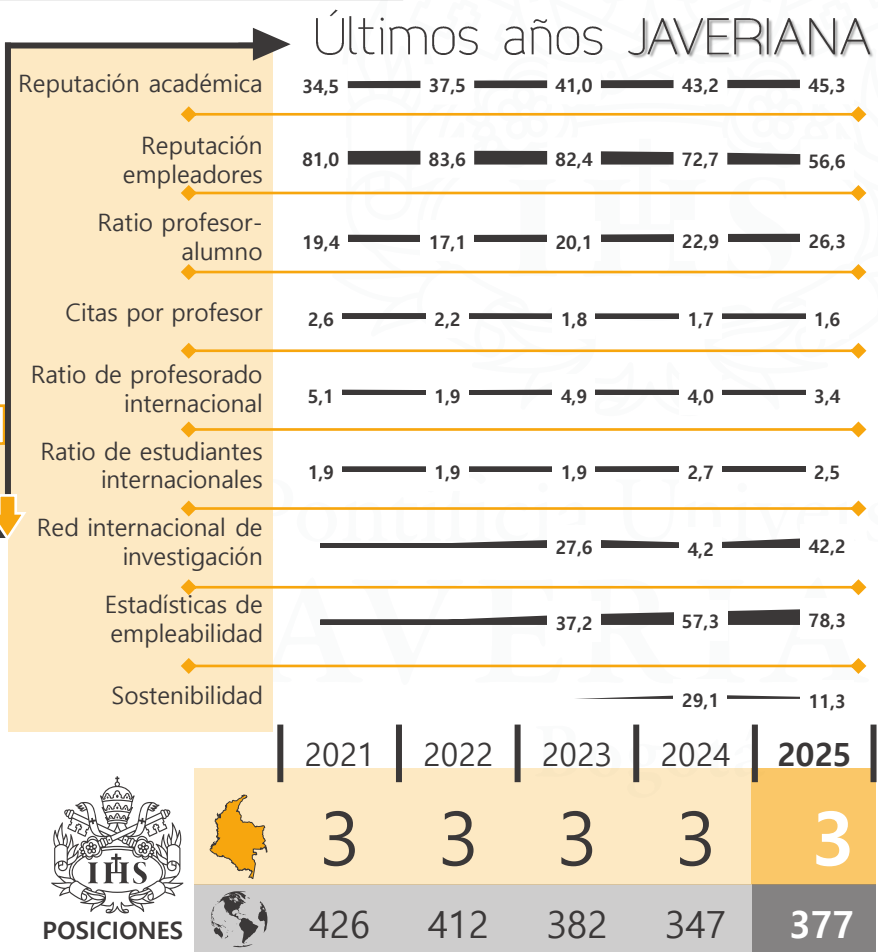 Últimos años JAVERIANA
Reputación académica 34,5 37,5 41,0 43,2 45,3
Reputación
empleadores 81,0 83,6 82,4 72,7 56,6
Ratio profesor-
alumno 19,4 17,1 20,1 22,9 26,3
Citas por profesor 2,6 2,2 1,8 1,7 1,6
Ratio de profesorado
internacional 5,1 1,9 4,9 4,0 3,4
Ratio de estudiantes
internacionales 1,9 1,9 1,9 2,7 2,5
Red internacional de
investigación 27,6 4,2 42,2
Estadísticas de
empleabilidad 37,2 57,3 78,3
Sostenibilidad 29,1 11,3
2021 2022 2023 2024 2025
3 3 3 3 3
IHS
POSICIONES 426 412 382 347 377
Pontificia Univers
AVERIA
Bogotá
IHS